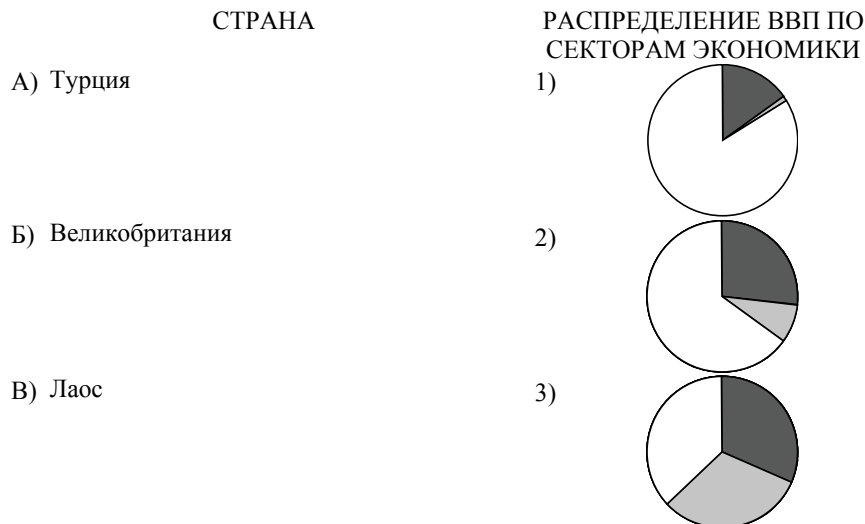 СТРАНА
РАСПРЕДЕЛЕНИЕ ВВП ПО
СЕКТОРАМ ЭКОНОМИКИ
А) Турция
1)
Б) Великобритания
2)
В) Лаос
3)